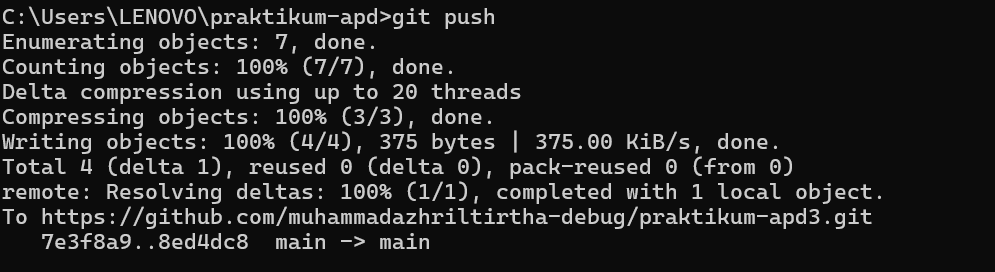 C:\Users\LENOVO\praktikum-apd>git push
Enumerating objects: 7, done.
Counting objects: 100% (7/7), done.
Delta compression using up to 20 threads
Compressing objects: 100% (3/3), done.
Writing objects: 100% (4/4), 375 bytes | 375.00 KiB/s, done.
Total 4 (delta 1), reused 0 (delta 0), pack-reused 0 (from 0)
remote: Resolving deltas: 100% (1/1), completed with 1 local object.
To https://github.com/muhammadazhriltirtha-debug/praktikum-apd3.git
   7e3f8a9..8ed4dc8  main -> main